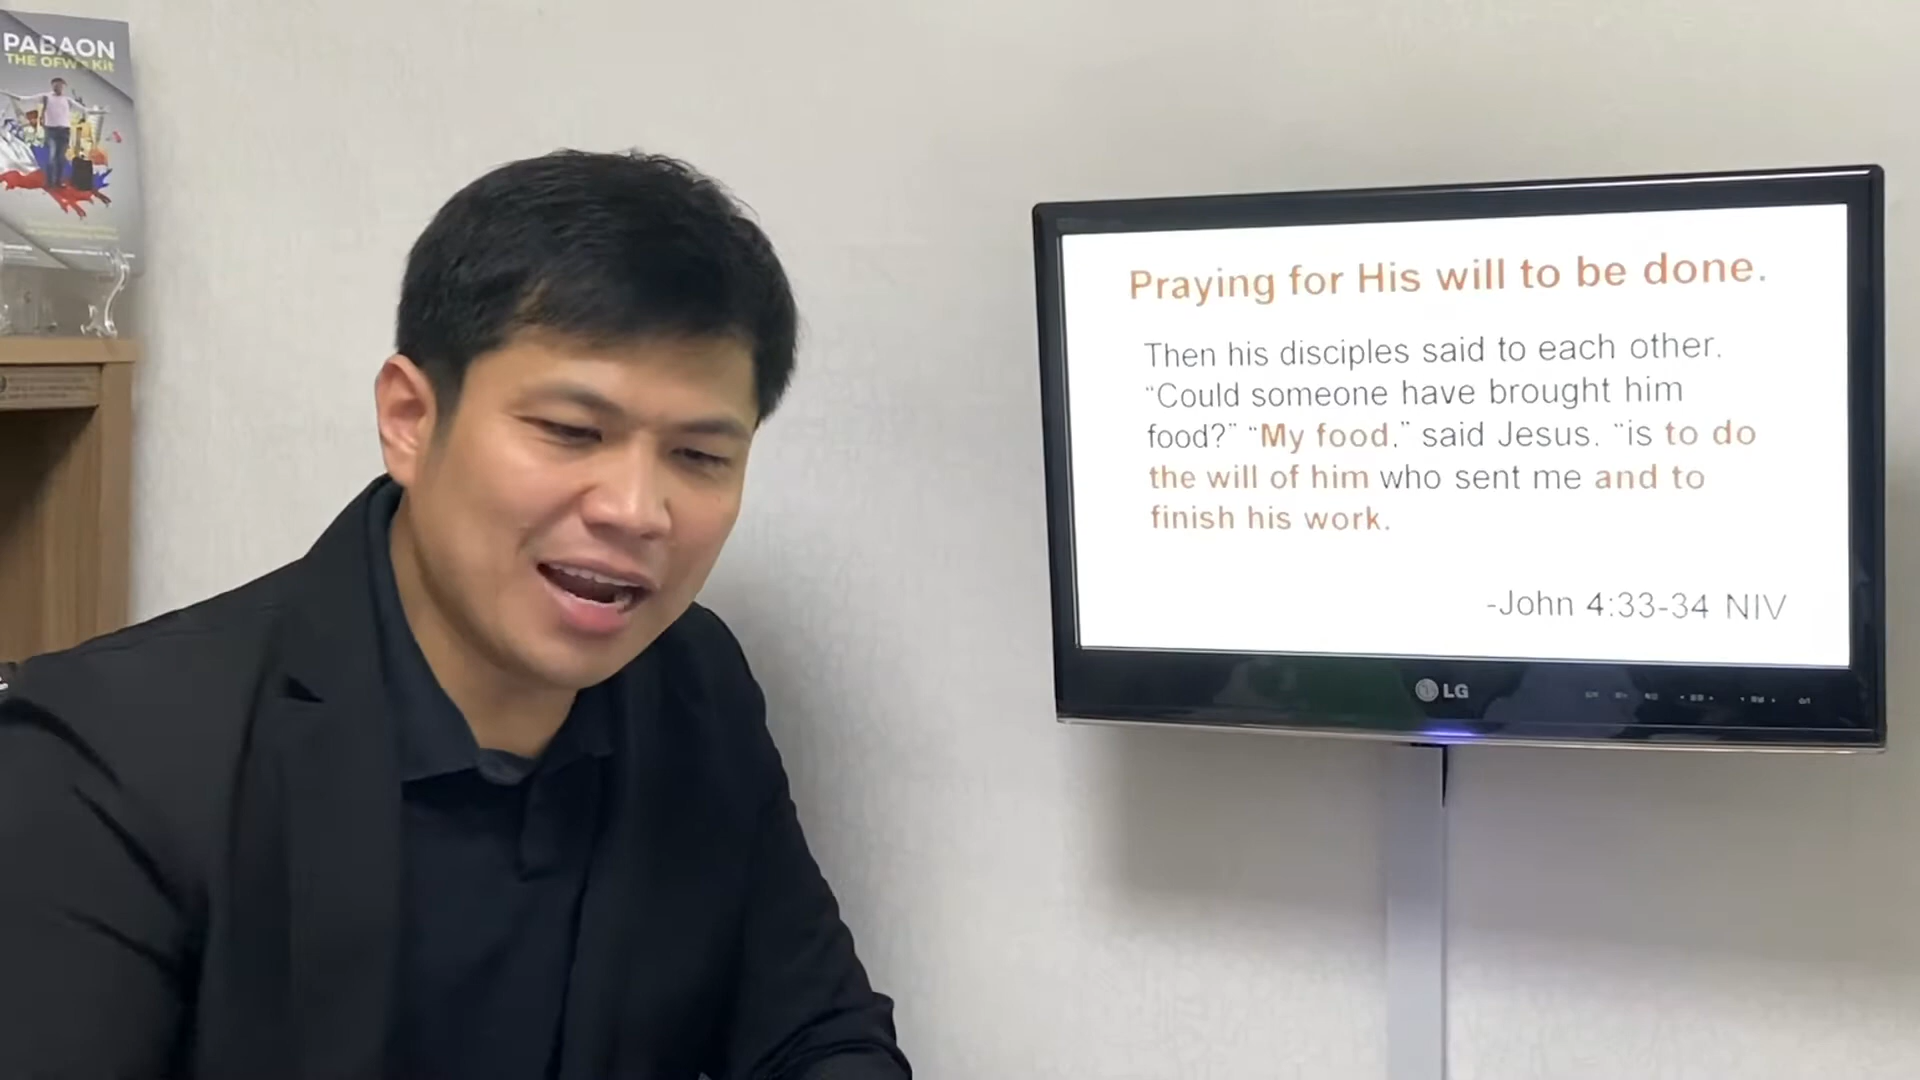 PABAON
THE OFW's Kit
Praying for His will to be done.
Then his disciples said to each other.
“Could someone have brought him
food?” “My food.” said Jesus. “is to do
the will of him who sent me and to
finish his work.
-John 4:33-34 NIV
LG